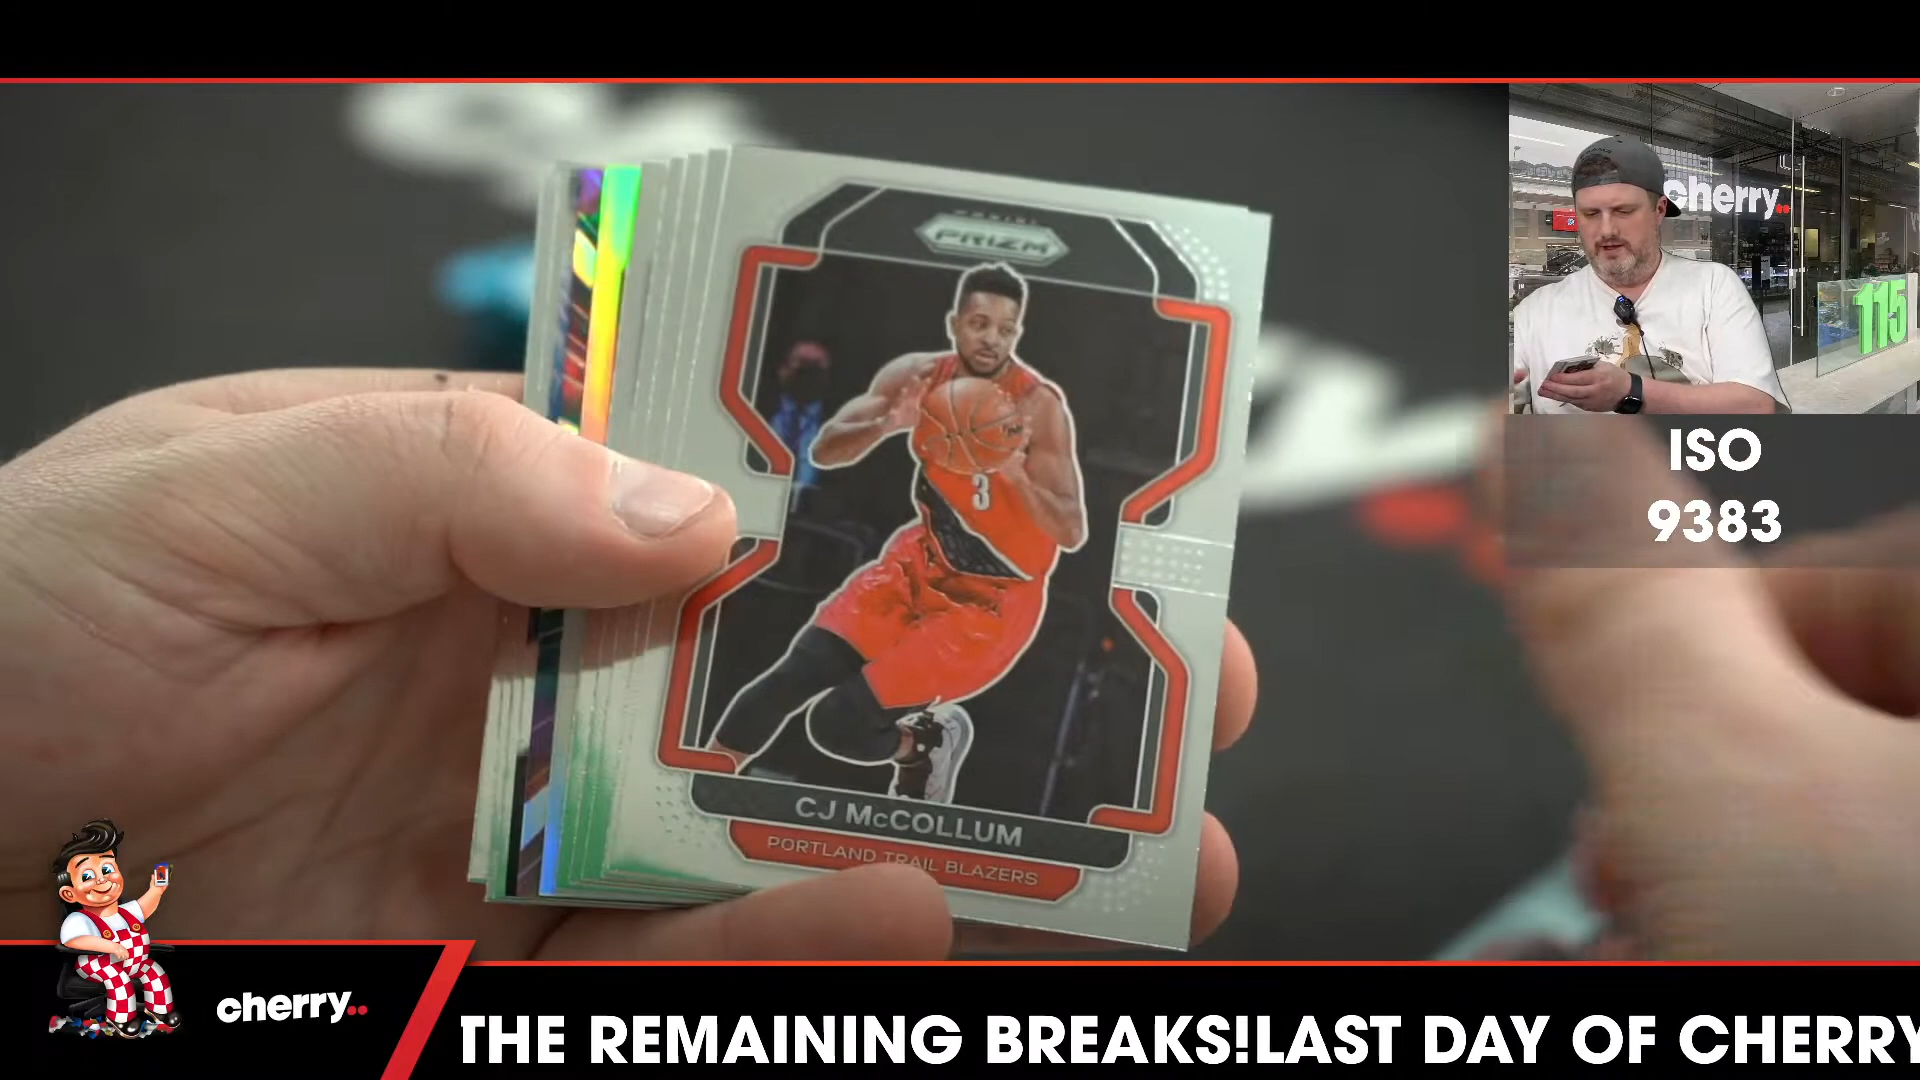 PANINI
PRIZM
3
CJ McCOLLUM
PORTLAND TRAIL BLAZERS
cherry..
115
ISO
9383
cherry..
THE REMAINING BREAKS!LAST DAY OF CHERRY